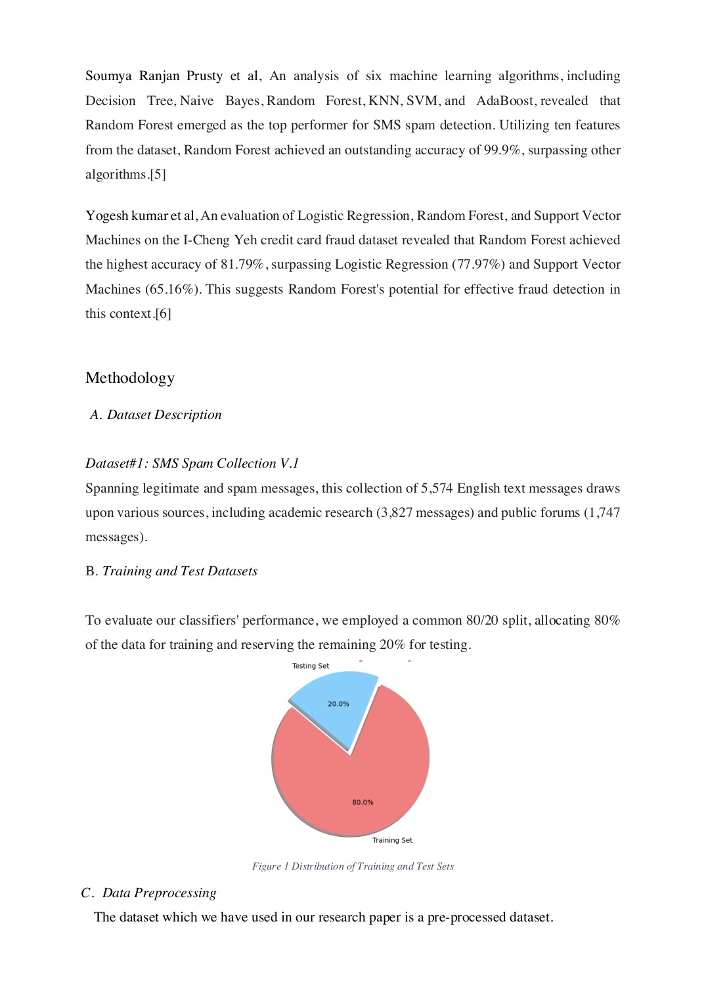 Soumya Ranjan Prusty et al, An analysis of six machine learning algorithms, including
Decision Tree, Naive Bayes, Random Forest, KNN, SVM, and AdaBoost, revealed that
Random Forest emerged as the top performer for SMS spam detection. Utilizing ten features
from the dataset, Random Forest achieved an outstanding accuracy of 99.9%, surpassing other
algorithms.[5]
Yogesh kumar et al, An evaluation of Logistic Regression, Random Forest, and Support Vector
Machines on the I-Cheng Yeh credit card fraud dataset revealed that Random Forest achieved
the highest accuracy of 81.79%, surpassing Logistic Regression (77.97%) and Support Vector
Machines (65.16%). This suggests Random Forest's potential for effective fraud detection in
this context.[6]
Methodology
A. Dataset Description
Dataset#1: SMS Spam Collection V.1
Spanning legitimate and spam messages, this collection of 5,574 English text messages draws
upon various sources, including academic research (3,827 messages) and public forums (1,747
messages).
B. Training and Test Datasets
To evaluate our classifiers' performance, we employed a common 80/20 split, allocating 80%
of the data for training and reserving the remaining 20% for testing.
Testing Set
20.0%
80.0%
Training Set
Figure 1 Distribution of Training and Test Sets
C. Data Preprocessing
The dataset which we have used in our research paper is a pre-processed dataset.